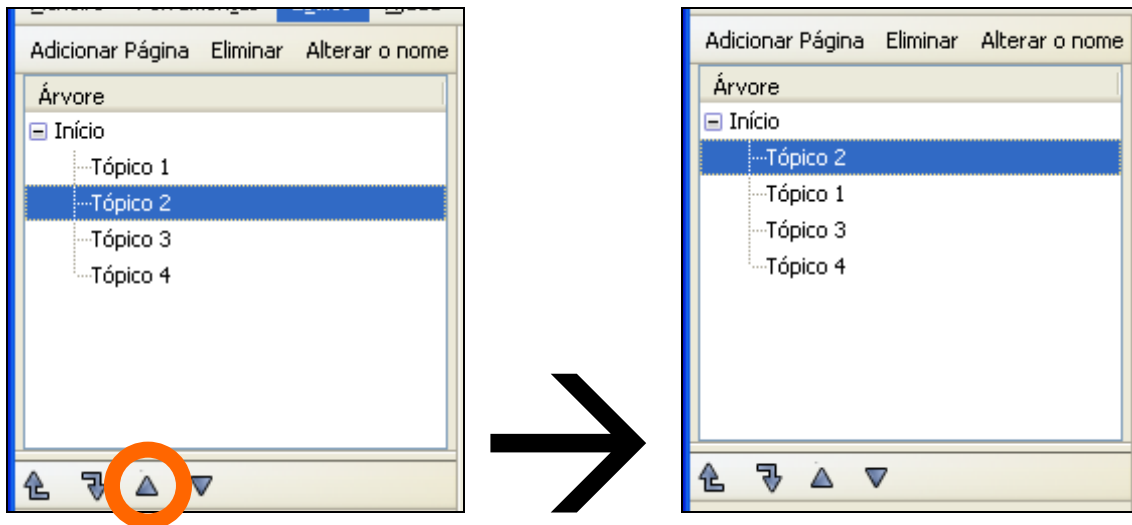 Adicionar Página Eliminar Alterar o nome
Árvore
Início
Tópico 1
Tópico 2
Tópico 3
Tópico 4
Adicionar Página Eliminar Alterar o nome
Árvore
Início
Tópico 2
Tópico 1
Tópico 3
Tópico 4